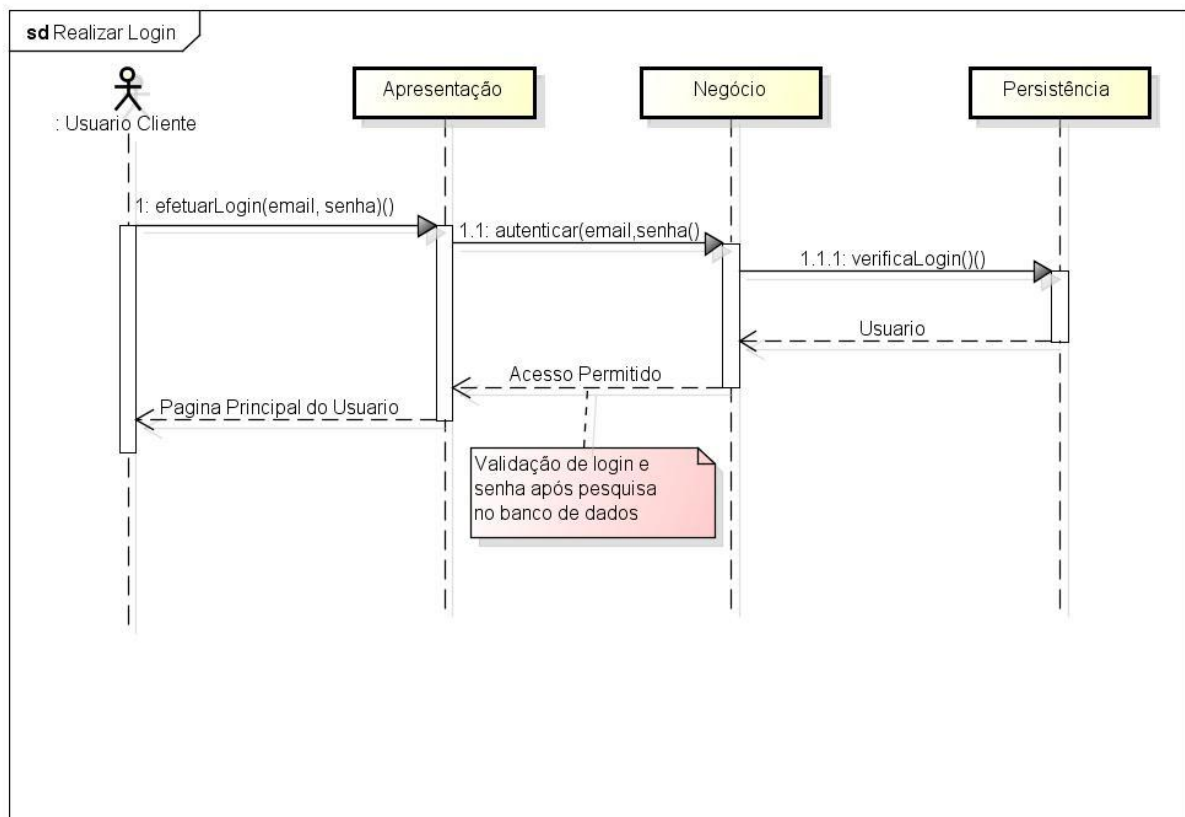 sd Realizar Login
: Usuario Cliente
Apresentação
Negócio
Persistência
1: efetuarLogin(email, senha)()
1.1: autenticar(email,senha()
1.1.1: verificaLogin()()
Usuario
Acesso Permitido
Pagina Principal do Usuario
Validação de login e
senha após pesquisa
no banco de dados